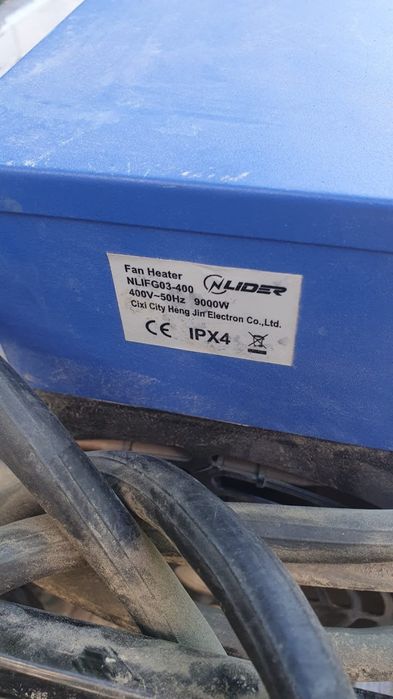 Fan Heater
NLIDER
NLIFG03-400
400V~50Hz 9000W
Cixi City Heng Jin Electron Co.,Ltd.
CE IPX4